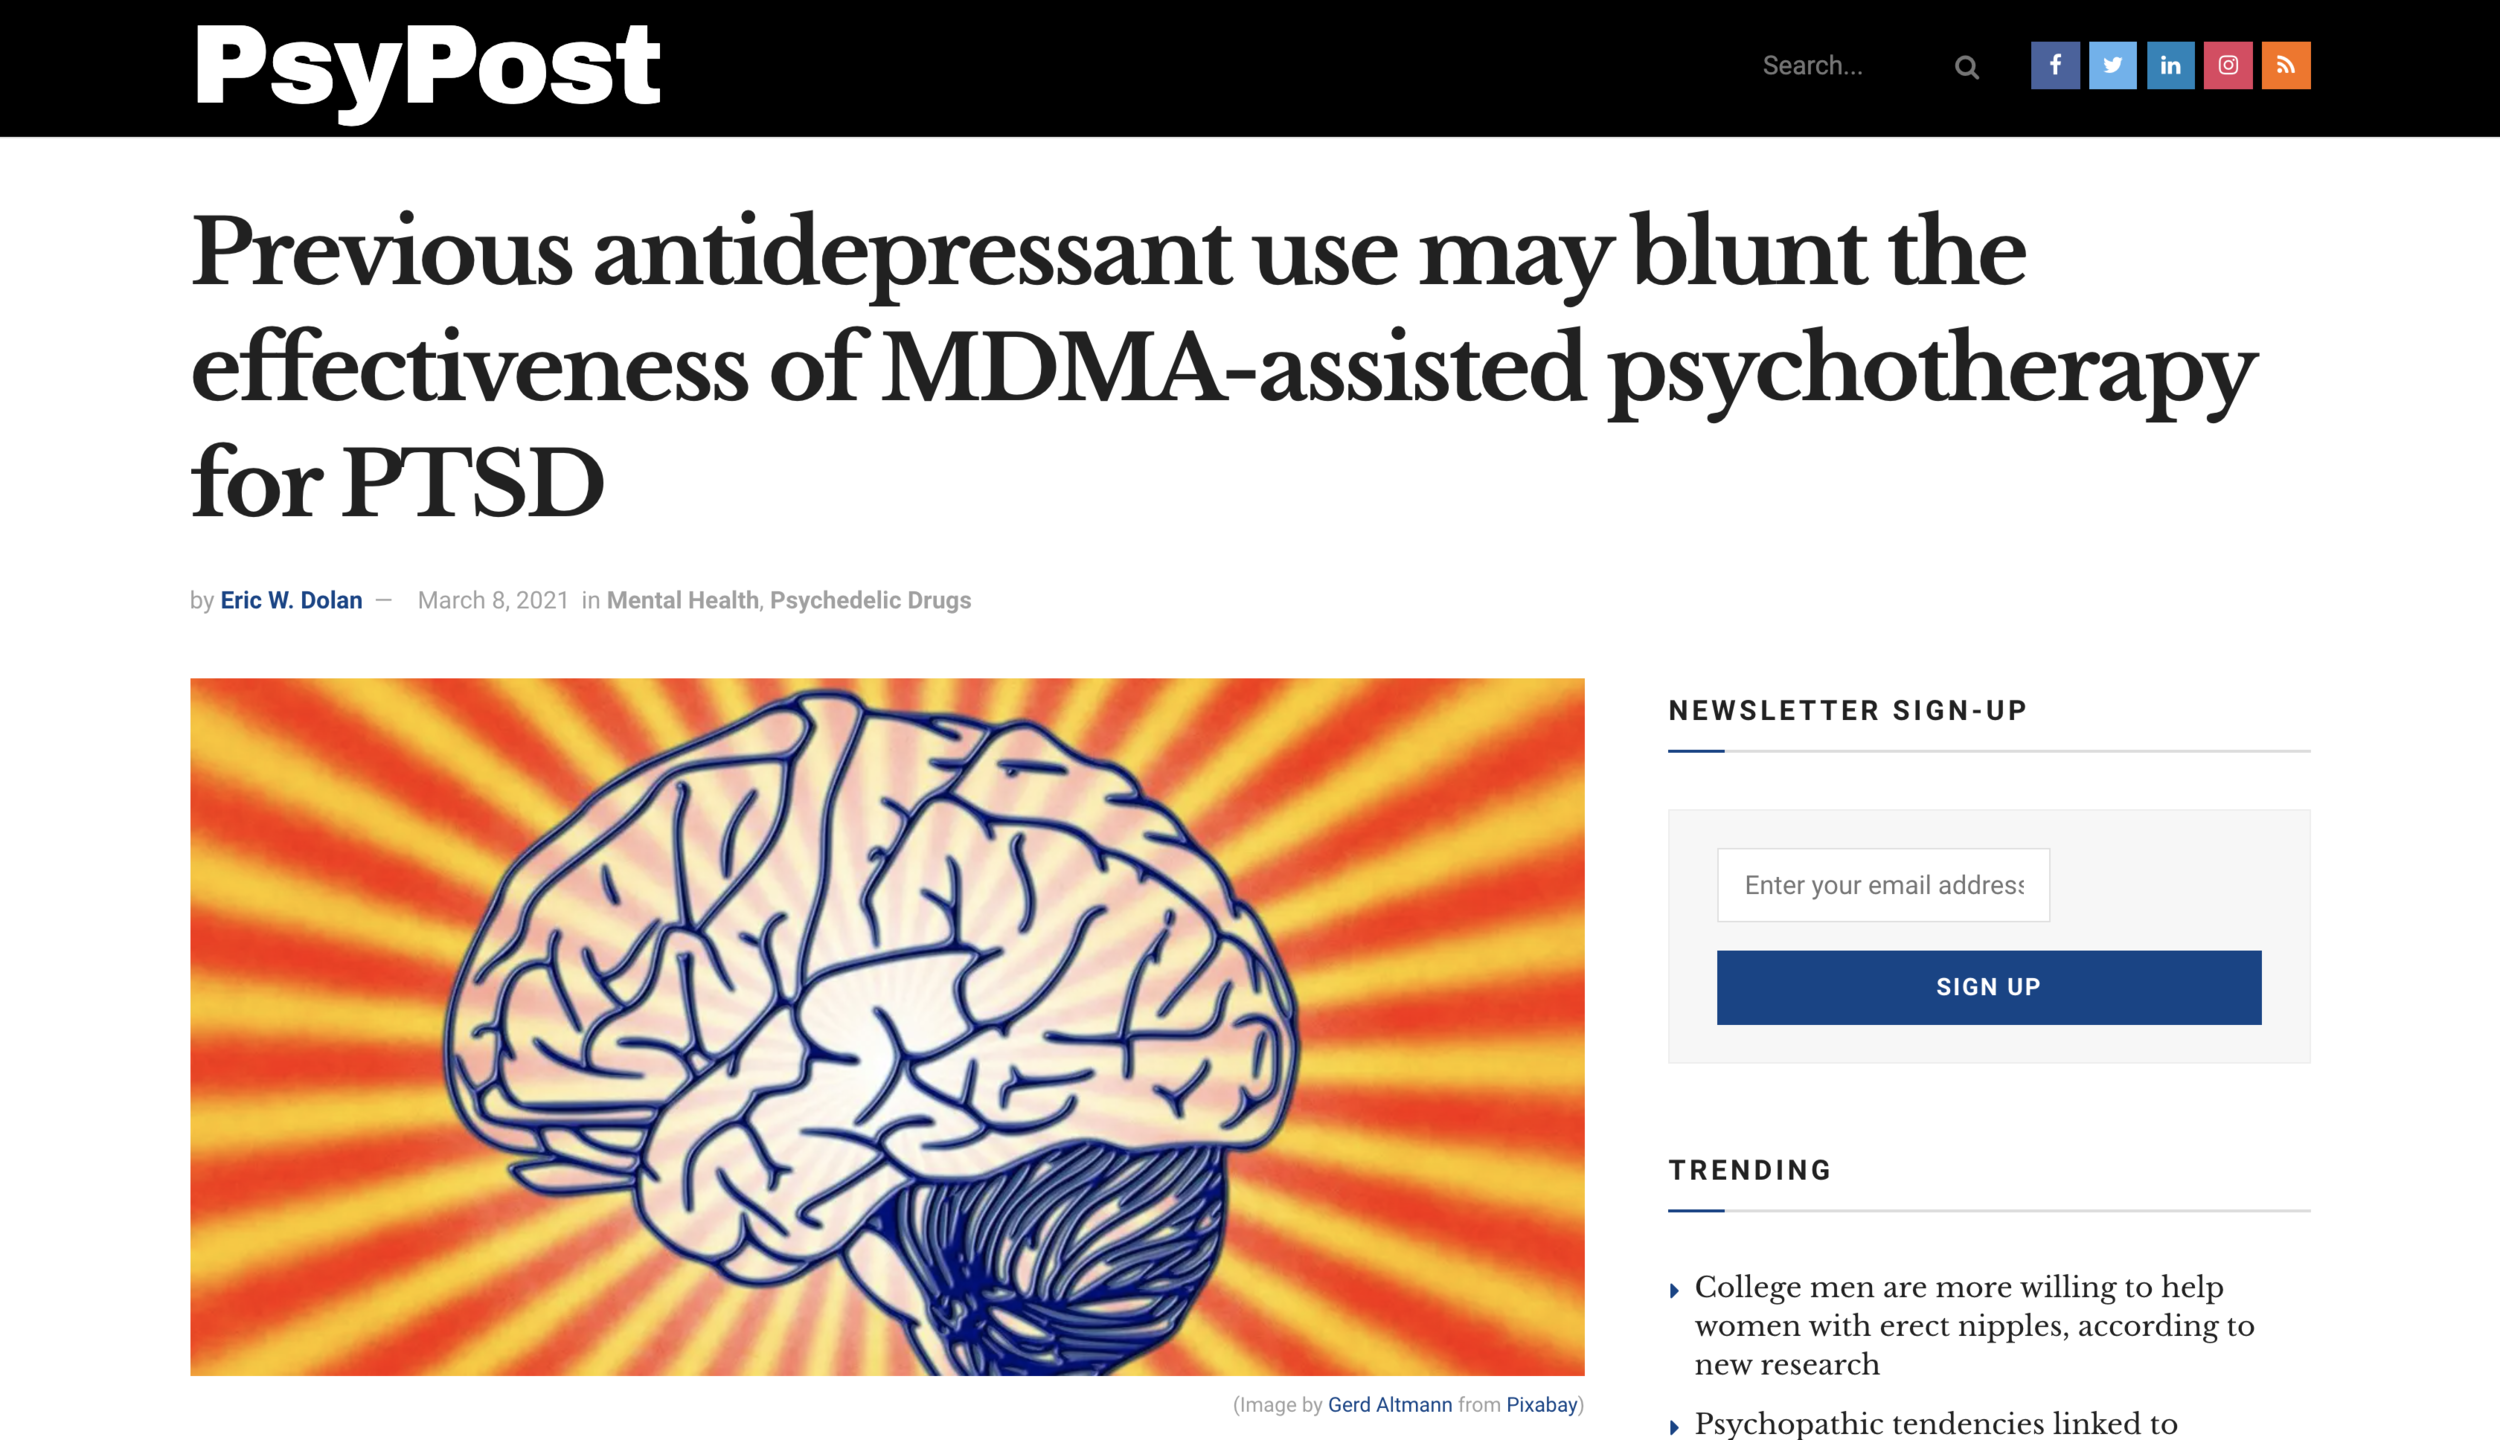 PsyPost
Search...
Previous antidepressant use may blunt the
effectiveness of MDMA-assisted psychotherapy
for PTSD
by Eric W. Dolan — March 8, 2021 in Mental Health, Psychedelic Drugs
(Image by Gerd Altmann from Pixabay)
NEWSLETTER SIGN-UP
Enter your email address
SIGN UP
TRENDING
College men are more willing to help
women with erect nipples, according to
new research
Psychopathic tendencies linked to